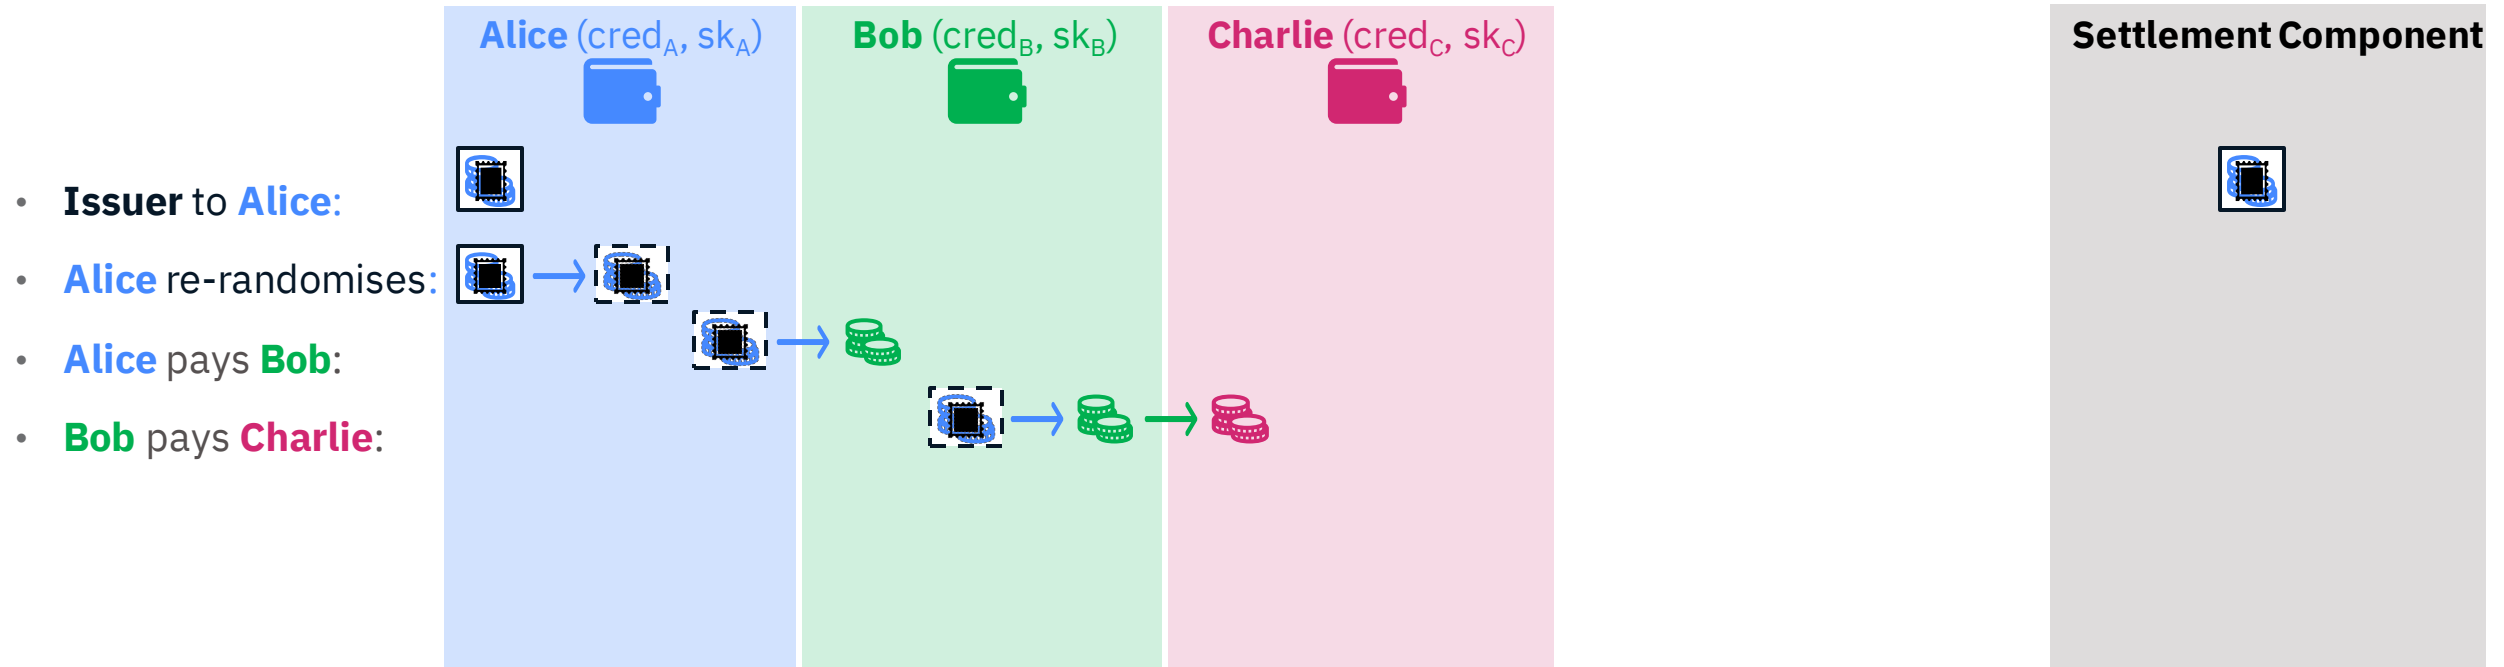 Alice (cred_A, sk_A)
Bob (cred_B, sk_B)
Charlie (cred_C, sk_C)
Settlement Component
• Issuer to Alice:
• Alice re-randomises:
• Alice pays Bob:
• Bob pays Charlie: